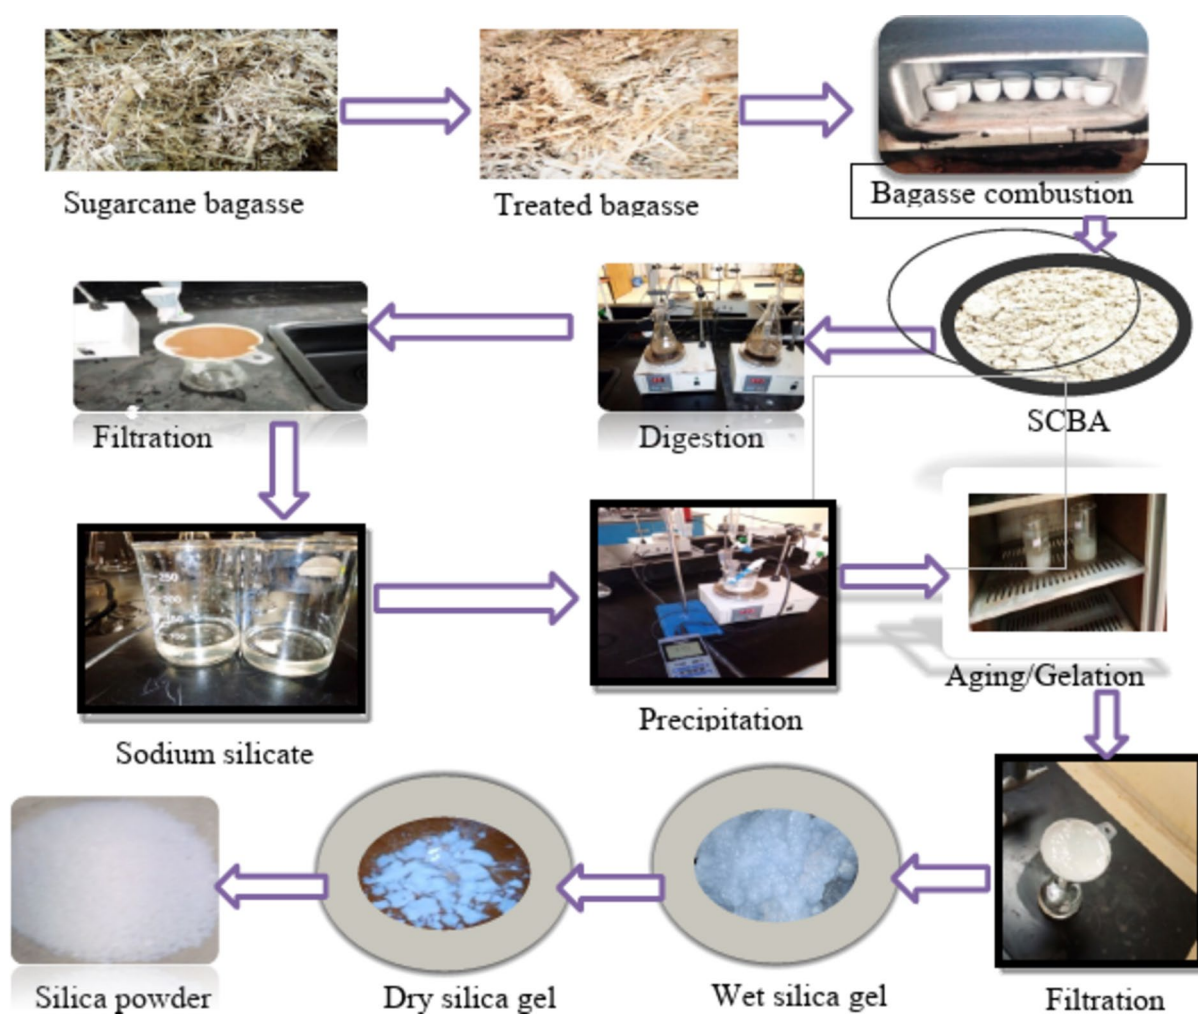 Sugarcane bagasse
Treated bagasse
Bagasse combustion
SCBA
Digestion
Filtration
Sodium silicate
Precipitation
Aging/Gelation
Filtration
Wet silica gel
Dry silica gel
Silica powder